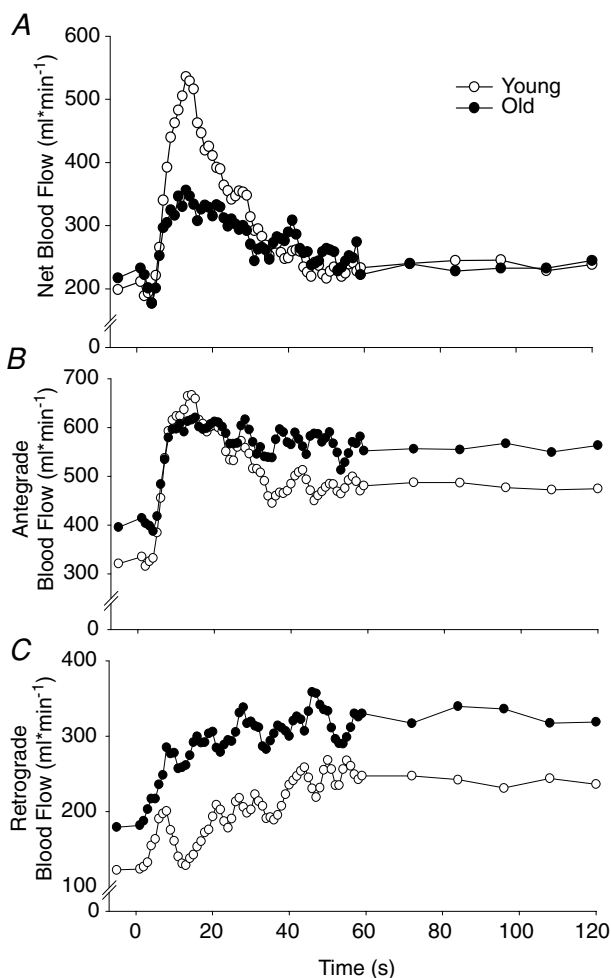 A
600
500
400
300
200
0
Net Blood Flow (ml*min-1)
Young
Old
B
700
600
500
400
300
0
Antegrade
Blood Flow (ml*min-1)
C
400
300
200
100
0
Retrograde
Blood Flow (ml*min-1)
0 20 40 60 80 100 120
Time (s)